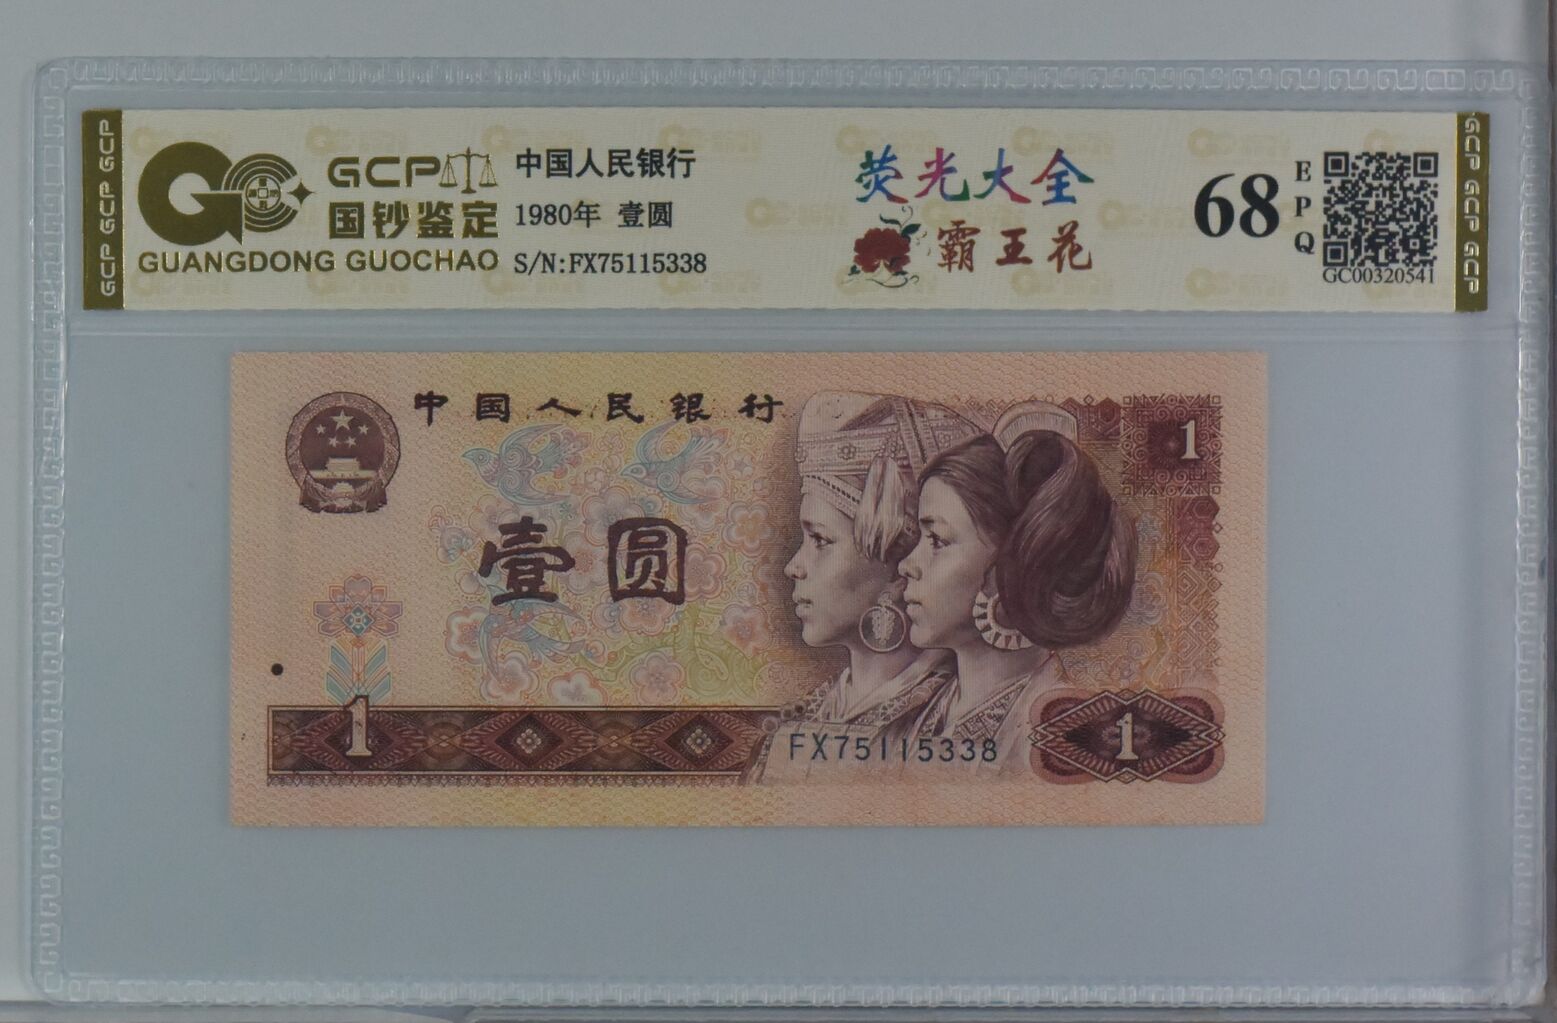 GCP
国钞鉴定
GUANGDONG GUOCHAO
中国人民银行
1980年 壹圆
S/N:FX75115338
荧光大全
霸王花
68
EPQ
GC00320541
GCP GCP GCP
GCP GCP GCP
中国人民银行
壹圆
1
1
1
FX75115338